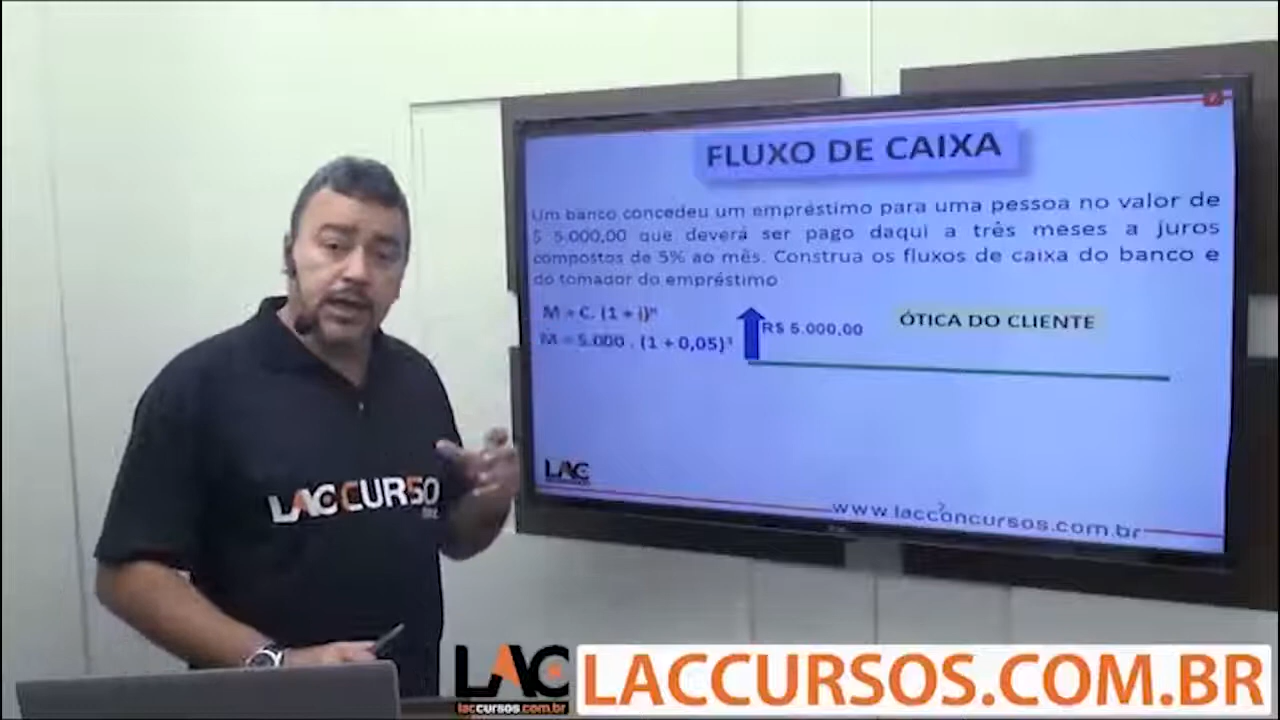 FLUXO DE CAIXA
Um banco concedeu um empréstimo para uma pessoa no valor de
$ 5.000,00 que deverá ser pago daqui a três meses a juros
compostos de 5% ao mês. Construa os fluxos de caixa do banco e
do tomador do empréstimo
M = C. (1 + i)ⁿ
M = 5.000 . (1 + 0,05)³
R$ 5.000,00
ÓTICA DO CLIENTE
LAC
www.lacconcursos.com.br
LAC CURSO
LAC
laccursos.com.br
LACCURSOS.COM.BR